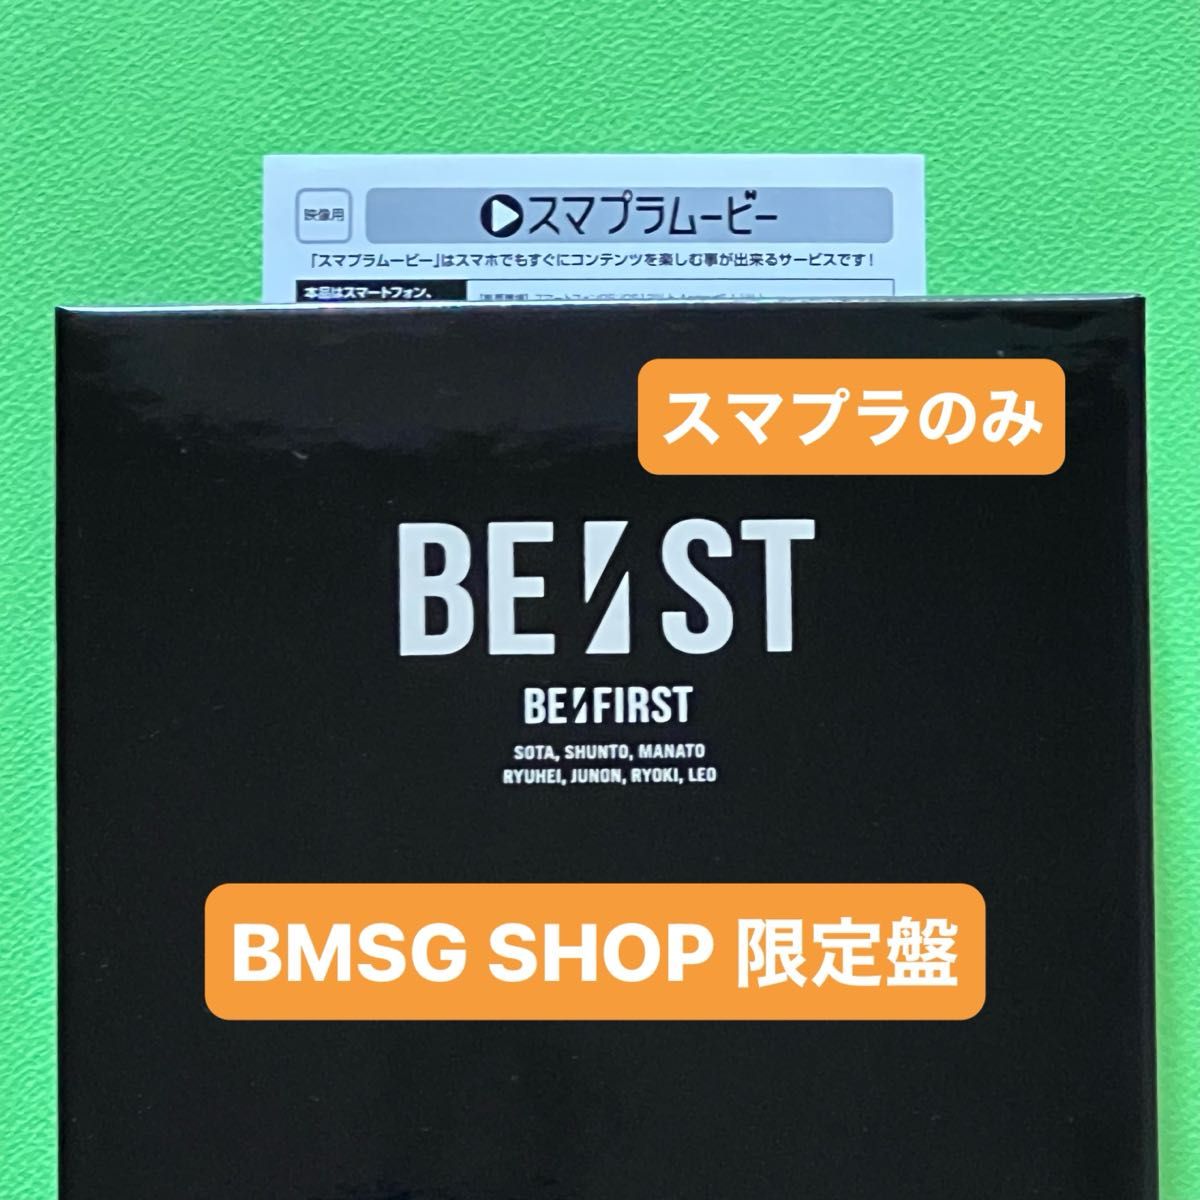 映像用
スマプラムービー
「スマプラムービー」はスマホでもすぐにコンテンツを楽しむ事が出来るサービスです！
本品はスマートフォン、
スマプラのみ
BE:ST
BE:FIRST
SOTA, SHUNTO, MANATO
RYUHEI, JUNON, RYOKI, LEO
BMSG SHOP 限定盤